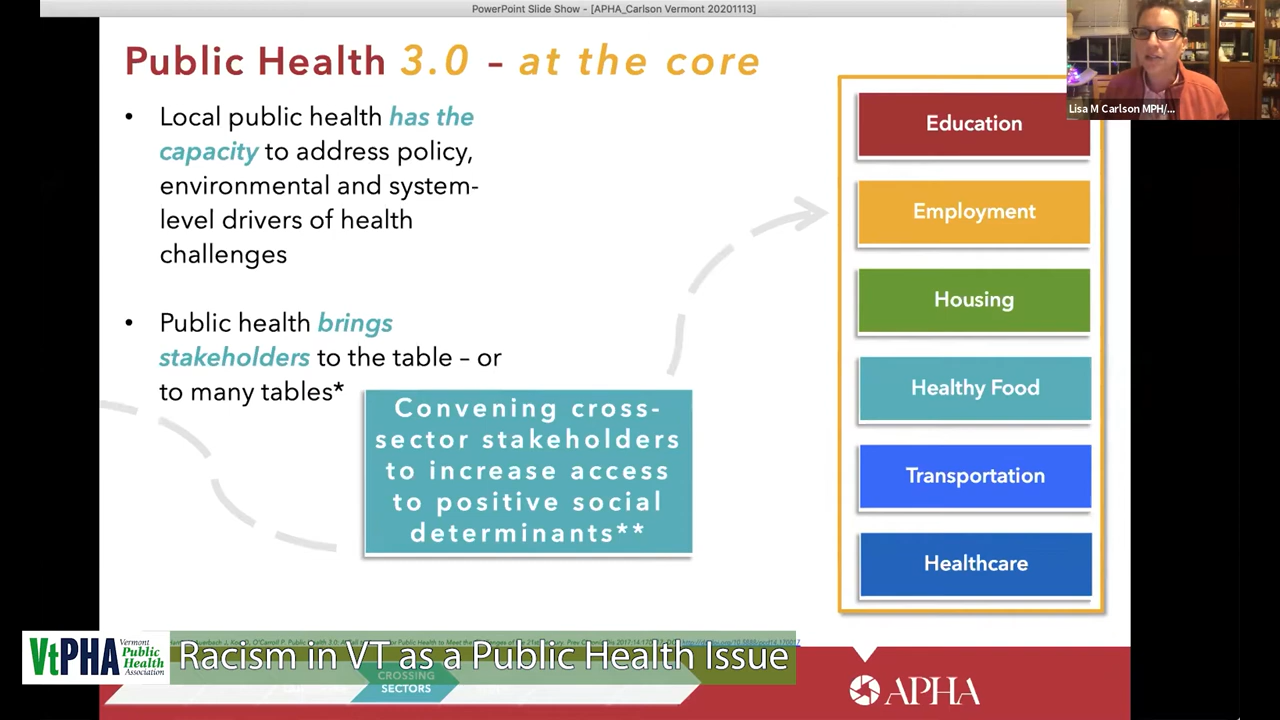 PowerPoint Slide Show - [APHA_Carlson Vermont 20201113]
Public Health 3.0 – at the core
• Local public health has the
capacity to address policy,
environmental and system-
level drivers of health
challenges
• Public health brings
stakeholders to the table – or
to many tables*
Convening cross-
sector stakeholders
to increase access
to positive social
determinants**
Education
Employment
Housing
Healthy Food
Transportation
Healthcare
Lisa M Carlson MPH/...
VtPHA
Vermont
Public
Health
Association
Racism in VT as a Public Health Issue
CROSSING
SECTORS
APHA